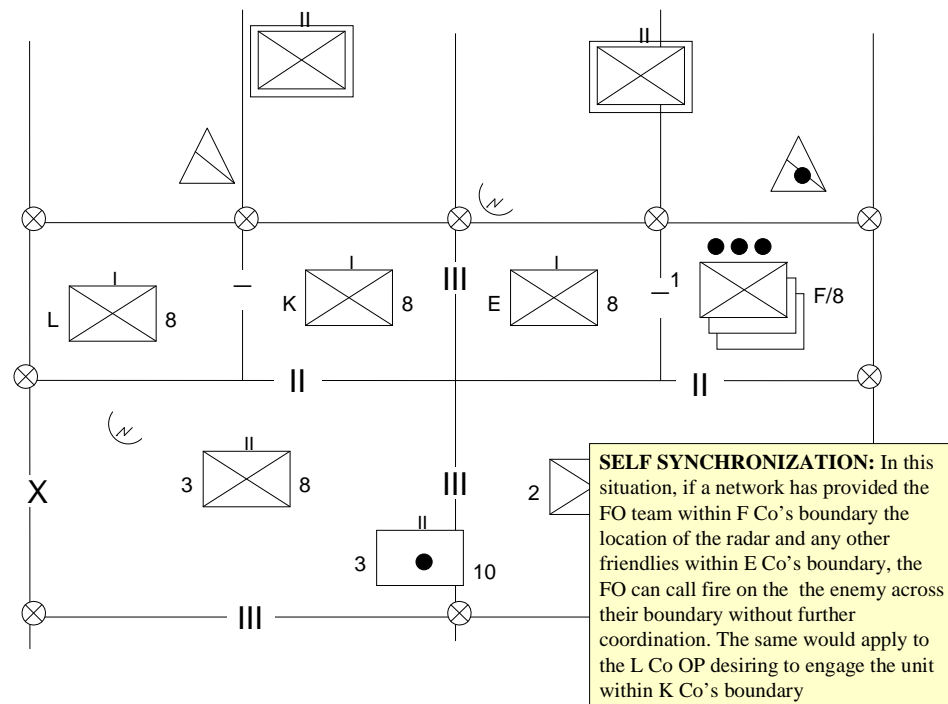 II
II
I
I
I
III
1
L
8
K
8
E
8
F/8
II
II
II
3
8
X
III
2
II
3
10
III
SELF SYNCHRONIZATION: In this
situation, if a network has provided the
FO team within F Co's boundary the
location of the radar and any other
friendlies within E Co's boundary, the
FO can call fire on the the enemy across
their boundary without further
coordination. The same would apply to
the L Co OP desiring to engage the unit
within K Co's boundary